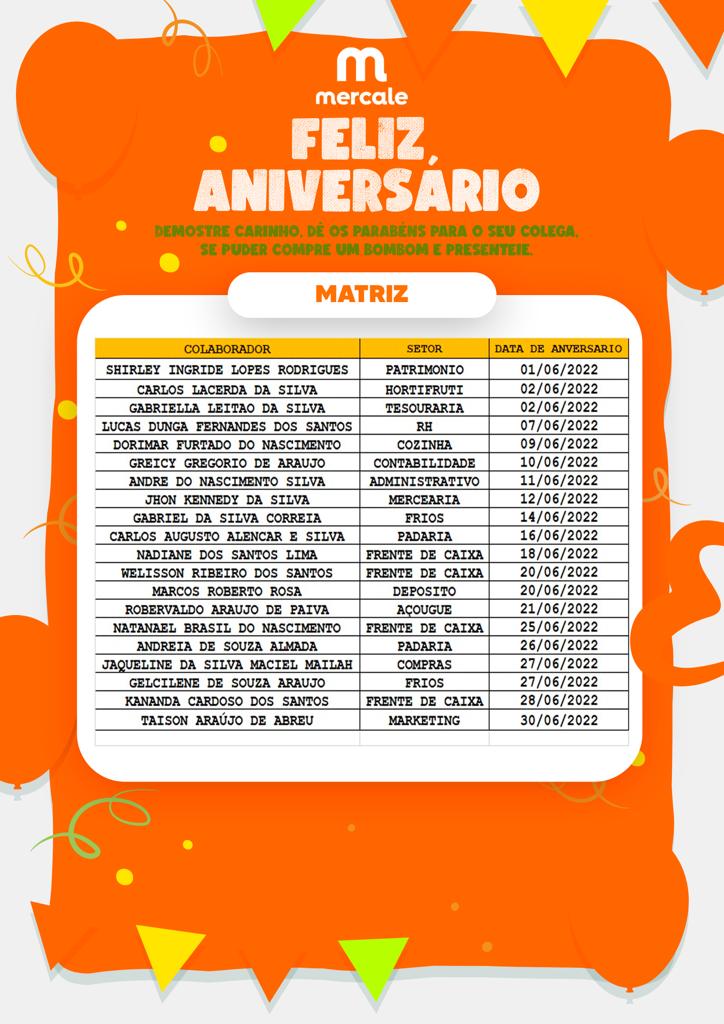 m
mercale
FELIZ
ANIVERSÁRIO
DEMOSTRE CARINHO, DÊ OS PARABÉNS PARA O SEU COLEGA,
SE PUDER COMPRE UM BOMBOM E PRESENTEIE.
MATRIZ
COLABORADOR SETOR DATA DE ANVERSARIO
SHIRLEY INGRIDE LOPES RODRIGUES PATRIMONIO 01/06/2022
CARLOS LACERDA DA SILVA HORTIFRUTI 02/06/2022
GABRIELLA LEITAO DA SILVA TESOURARIA 02/06/2022
LUCAS DUNGA FERNANDES DOS SANTOS RH 07/06/2022
DORIMAR FURTADO DO NASCIMENTO COZINHA 09/06/2022
GREICY GREGORIO DE ARAUJO CONTABILIDADE 10/06/2022
ANDRE DO NASCIMENTO SILVA ADMINISTRATIVO 11/06/2022
JHON KENNEDY DA SILVA MERCEARIA 12/06/2022
GABRIEL DA SILVA CORREIA FRIOS 14/06/2022
CARLOS AUGUSTO ALENCAR E SILVA PADARIA 16/06/2022
NADIANE DOS SANTOS LIMA FRENTE DE CAIXA 18/06/2022
WELISSON RIBEIRO DOS SANTOS FRENTE DE CAIXA 20/06/2022
MARCOS ROBERTO ROSA DEPOSITO 20/06/2022
ROBERVALDO ARAUJO DE PAIVA AÇOUGUE 21/06/2022
NATANAEL BRASIL DO NASCIMENTO FRENTE DE CAIXA 25/06/2022
ANDREIA DE SOUZA ALMADA PADARIA 26/06/2022
JAQUELINE DA SILVA MACIEL MAILAH COMPRAS 27/06/2022
GELCILENE DE SOUZA ARAUJO FRIOS 27/06/2022
KANANDA CARDOSO DOS SANTOS FRENTE DE CAIXA 28/06/2022
TAISON ARAÚJO DE ABREU MARKETING 30/06/2022